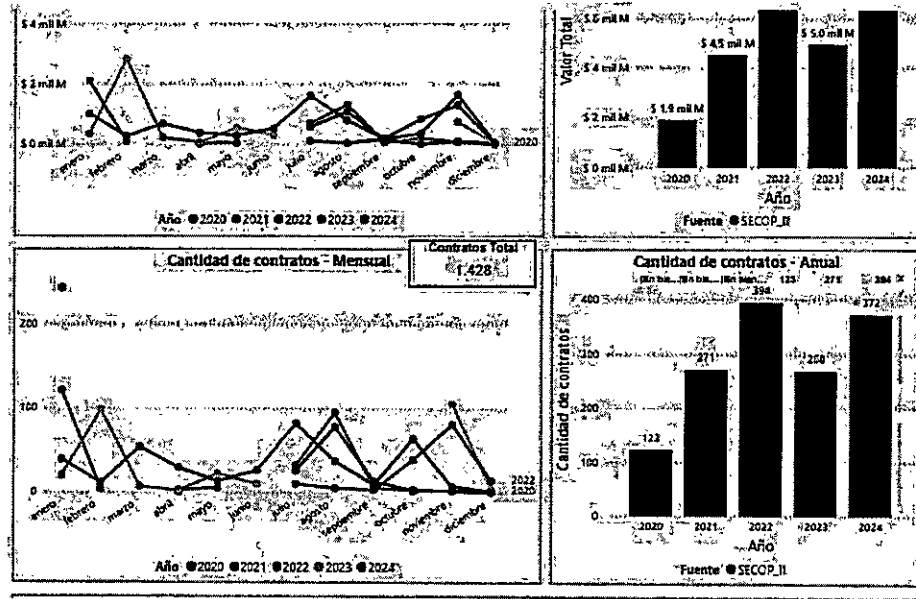 $ 4 mil M
$ 2 mil M
$ 0 mil M
2020
enero
febrero
marzo
abril
mayo
junio
julio
agosto
septiembre
octubre
noviembre
diciembre
Año 2020 2021 2022 2023 2024
Valor Total
$ 6 mil M
$ 4 mil M
$ 2 mil M
$ 0 mil M
$ 1,9 mil M
$ 4,5 mil M
$ 5,0 mil M
2020 2021 2022 2023 2024
Año
Fuente SECOP_II
Cantidad de contratos - Mensual
Contratos Total
1.428
200
100
0
2022
2020
enero
febrero
marzo
abril
mayo
junio
julio
agosto
septiembre
octubre
noviembre
diciembre
Año 2020 2021 2022 2023 2024
Cantidad de contratos - Anual
123 271 394
Cantidad de contratos
400
300
200
100
0
123
271
394
268
372
2020 2021 2022 2023 2024
Año
Fuente SECOP_II